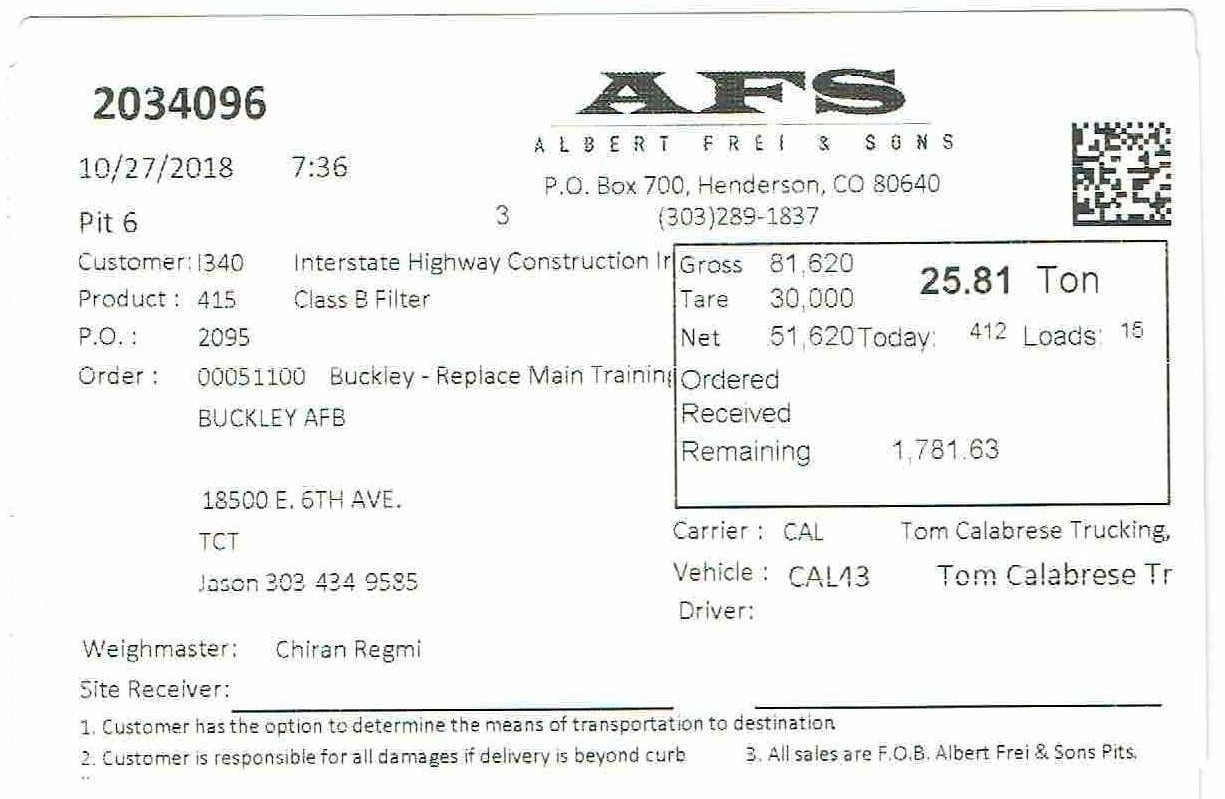 2034096
AFS
ALBERT FREI & SONS
10/27/2018 7:36
P.O. Box 700, Henderson, CO 80640
Pit 6 3 (303)289-1837
Customer: I340 Interstate Highway Construction Ir
Product : 415 Class B Filter
P.O. : 2095
Order : 00051100 Buckley - Replace Main Training
BUCKLEY AFB
18500 E. 6TH AVE.
TCT
Jason 303 434 9585
Gross 81,620 25.81 Ton
Tare 30,000
Net 51,620 Today: 412 Loads: 15
Ordered
Received
Remaining 1,781.63
Carrier : CAL Tom Calabrese Trucking,
Vehicle : CAL13 Tom Calabrese Tr
Driver:
Weighmaster: Chiran Regmi
Site Receiver:
1. Customer has the option to determine the means of transportation to destination
2. Customer is responsible for all damages if delivery is beyond curb 3. All sales are F.O.B. Albert Frei & Sons Pits.